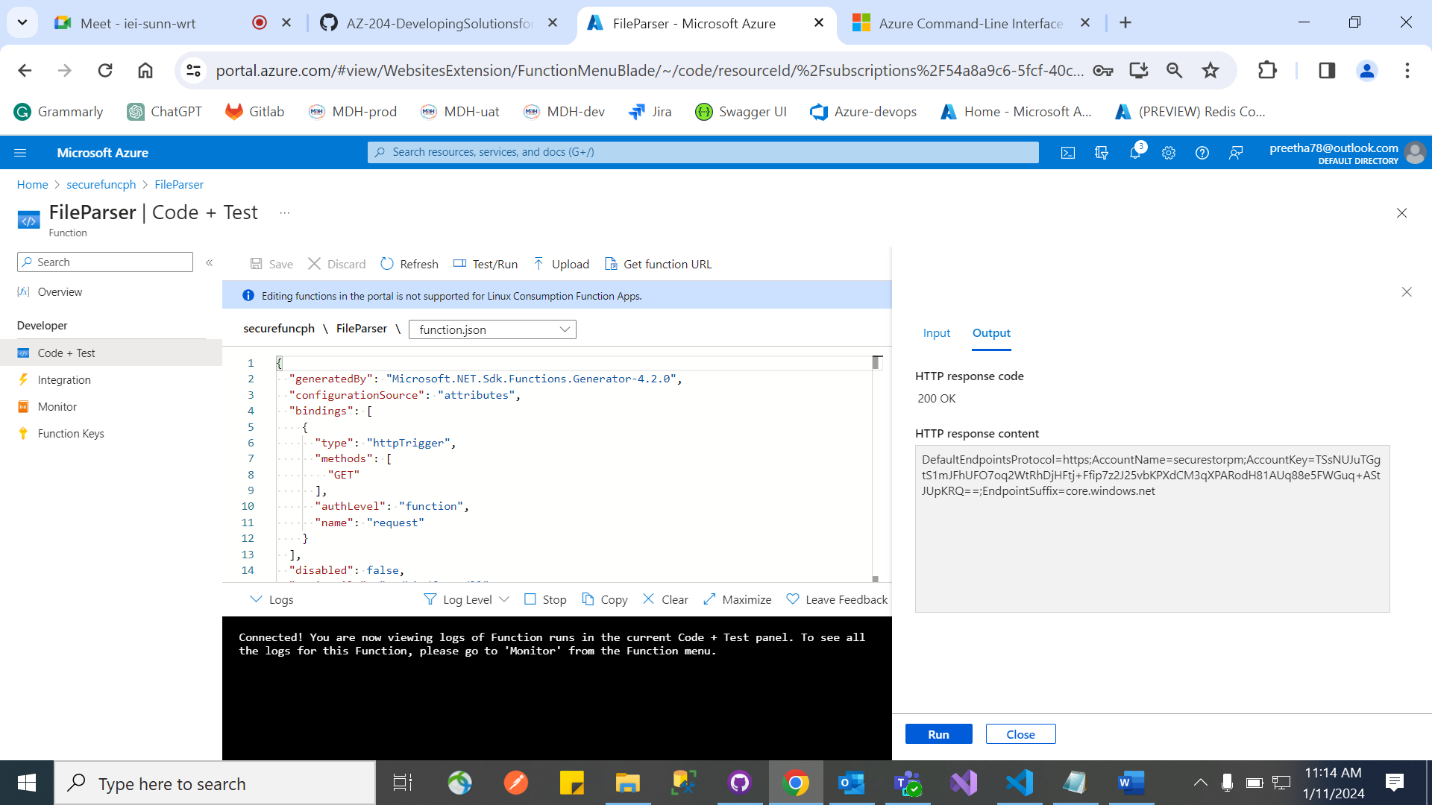 Meet - iei-sunn-wrt
AZ-204-DevelopingSolutionsfor
FileParser - Microsoft Azure
Azure Command-Line Interface
portal.azure.com/#view/WebsitesExtension/FunctionMenuBlade/~/code/resourceId/%2Fsubscriptions%2F54a8a9c6-5fcf-40c...
Grammarly
ChatGPT
Gitlab
MDH-prod
MDH-uat
MDH-dev
Jira
Swagger UI
Azure-devops
Home - Microsoft A...
(PREVIEW) Redis Co...
Microsoft Azure
Search resources, services, and docs (G+/)
3
preetha78@outlook.com
DEFAULT DIRECTORY
Home > securefuncph > FileParser
FileParser | Code + Test ...
Function
Search
Overview
Developer
Code + Test
Integration
Monitor
Function Keys
Save
Discard
Refresh
Test/Run
Upload
Get function URL
Editing functions in the portal is not supported for Linux Consumption Function Apps.
securefuncph \ FileParser \ function.json
1 {
2 "generatedBy": "Microsoft.NET.Sdk.Functions.Generator-4.2.0",
3 "configurationSource": "attributes",
4 "bindings": [
5 {
6 "type": "httpTrigger",
7 "methods": [
8 "GET"
9 ],
10 "authLevel": "function",
11 "name": "request"
12 }
13 ],
14 "disabled": false,
Logs
Log Level
Stop
Copy
Clear
Maximize
Leave Feedback
Connected! You are now viewing logs of Function runs in the current Code + Test panel. To see all
the logs for this Function, please go to 'Monitor' from the Function menu.
Input
Output
HTTP response code
200 OK
HTTP response content
DefaultEndpointsProtocol=https;AccountName=securestorpm;AccountKey=TSsNUJuTGg
tS1mJFhUFO7oq2WtRhDjHFtj+Ffip7z2J25vbKPXdCM3qXPARodH81AUq88e5FWGuq+ASt
JUpKRQ==;EndpointSuffix=core.windows.net
Run
Close
Type here to search
11:14 AM
1/11/2024